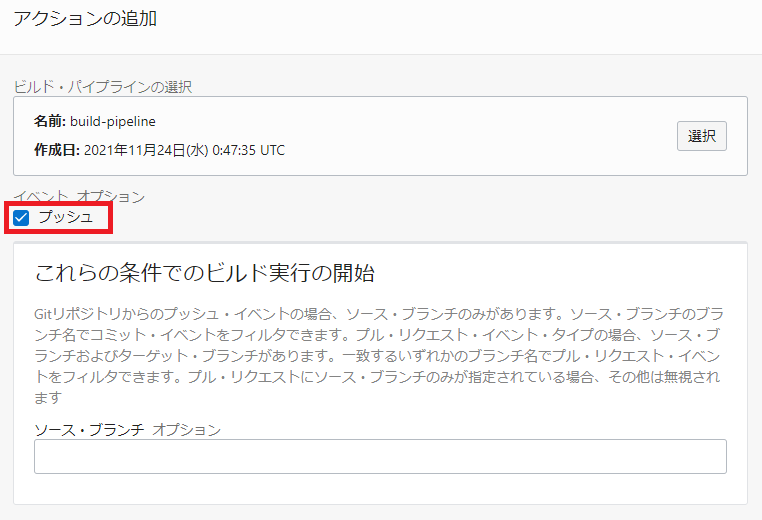 アクションの追加
ビルド・パイプラインの選択
名前: build-pipeline
作成日: 2021年11月24日(水) 0:47:35 UTC
選択
イベント オプション
プッシュ
これらの条件でのビルド実行の開始
Gitリポジトリからのプッシュ・イベントの場合、ソース・ブランチのみがあります。ソース・ブランチのブラ
ンチ名でコミット・イベントをフィルタできます。プル・リクエスト・イベント・タイプの場合、ソース・ブ
ランチおよびターゲット・ブランチがあります。一致するいずれかのブランチ名でプル・リクエスト・イベン
トをフィルタできます。プル・リクエストにソース・ブランチのみが指定されている場合、その他は無視され
ます
ソース・ブランチ オプション